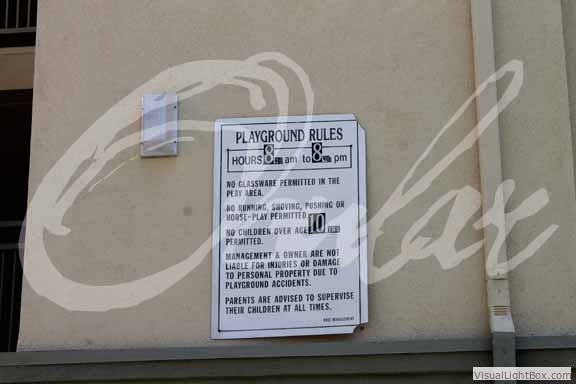 PLAYGROUND RULES
HOURS 8 am to 8 pm
NO GLASSWARE PERMITTED IN THE
PLAY AREA.
NO RUNNING, SHOVING, PUSHING OR
HORSE-PLAY PERMITTED
NO CHILDREN OVER AGE 10
PERMITTED.
MANAGEMENT & OWNER ARE NOT
LIABLE FOR INJURIES OR DAMAGE
TO PERSONAL PROPERTY DUE TO
PLAYGROUND ACCIDENTS.
PARENTS ARE ADVISED TO SUPERVISE
THEIR CHILDREN AT ALL TIMES.
MANAGEMENT
VisualLightBox.com